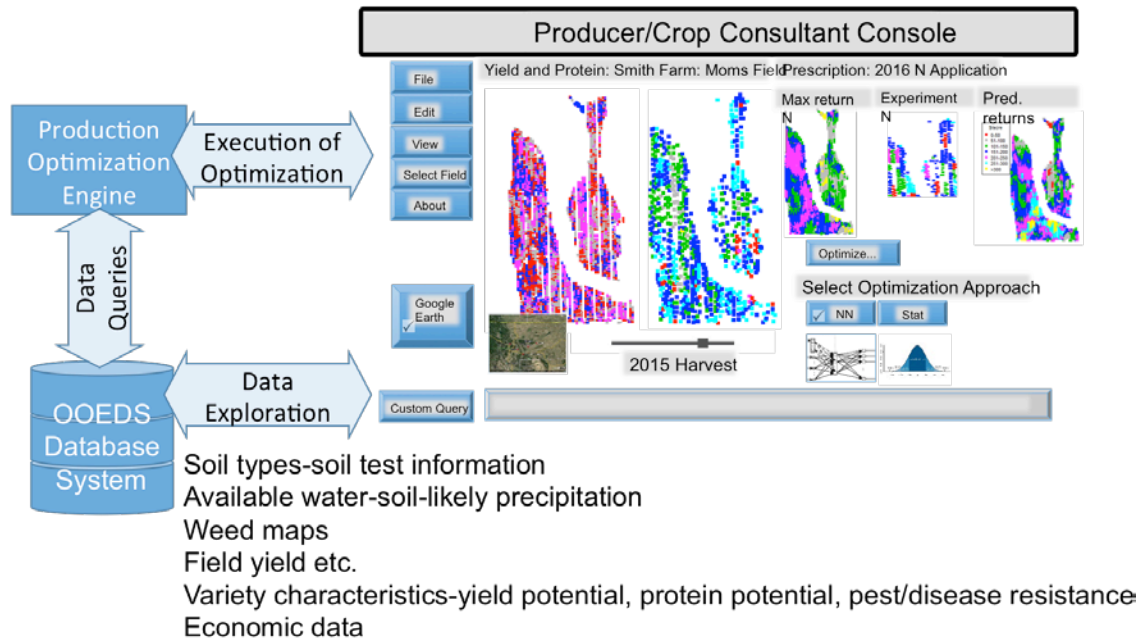 Producer/Crop Consultant Console
File
Edit
View
Select Field
About
Yield and Protein: Smith Farm: Moms Field
Prescription: 2016 N Application
Max return
N
Experiment
N
Pred.
returns
Production
Optimization
Engine
Execution of
Optimization
Data
Queries
Google
Earth
Optimize...
Select Optimization Approach
NN
Stat
2015 Harvest
OOEDS
Database
System
Data
Exploration
Custom Query
Soil types-soil test information
Available water-soil-likely precipitation
Weed maps
Field yield etc.
Variety characteristics-yield potential, protein potential, pest/disease resistance
Economic data